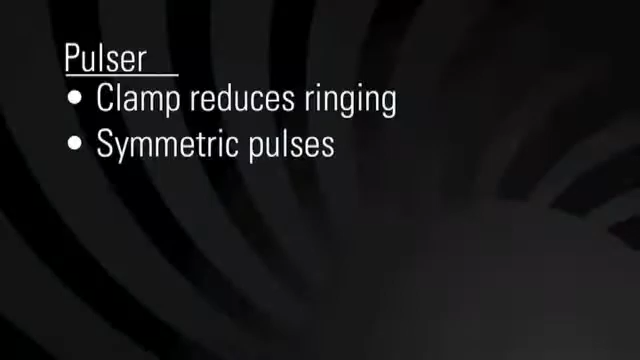 Pulser
• Clamp reduces ringing
• Symmetric pulses